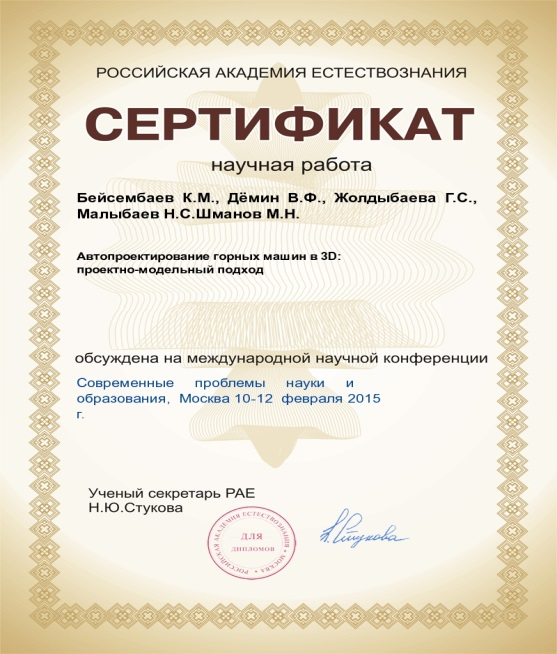 РОССИЙСКАЯ АКАДЕМИЯ ЕСТЕСТВОЗНАНИЯ
СЕРТИФИКАТ
научная работа
Бейсембаев К.М., Дёмин В.Ф., Жолдыбаева Г.С.,
Малыбаев Н.С.Шманов М.Н.
Автопроектирование горных машин в 3D:
проектно-модельный подход
обсуждена на международной научной конференции
Современные проблемы науки и
образования, Москва 10-12 февраля 2015
г.
Ученый секретарь РАЕ
Н.Ю.Стукова
РОССИЙСКАЯ АКАДЕМИЯ ЕСТЕСТВОЗНАНИЯ • МОСКВА •
ДЛЯ
ДИПЛОМОВ
Н.Стукова